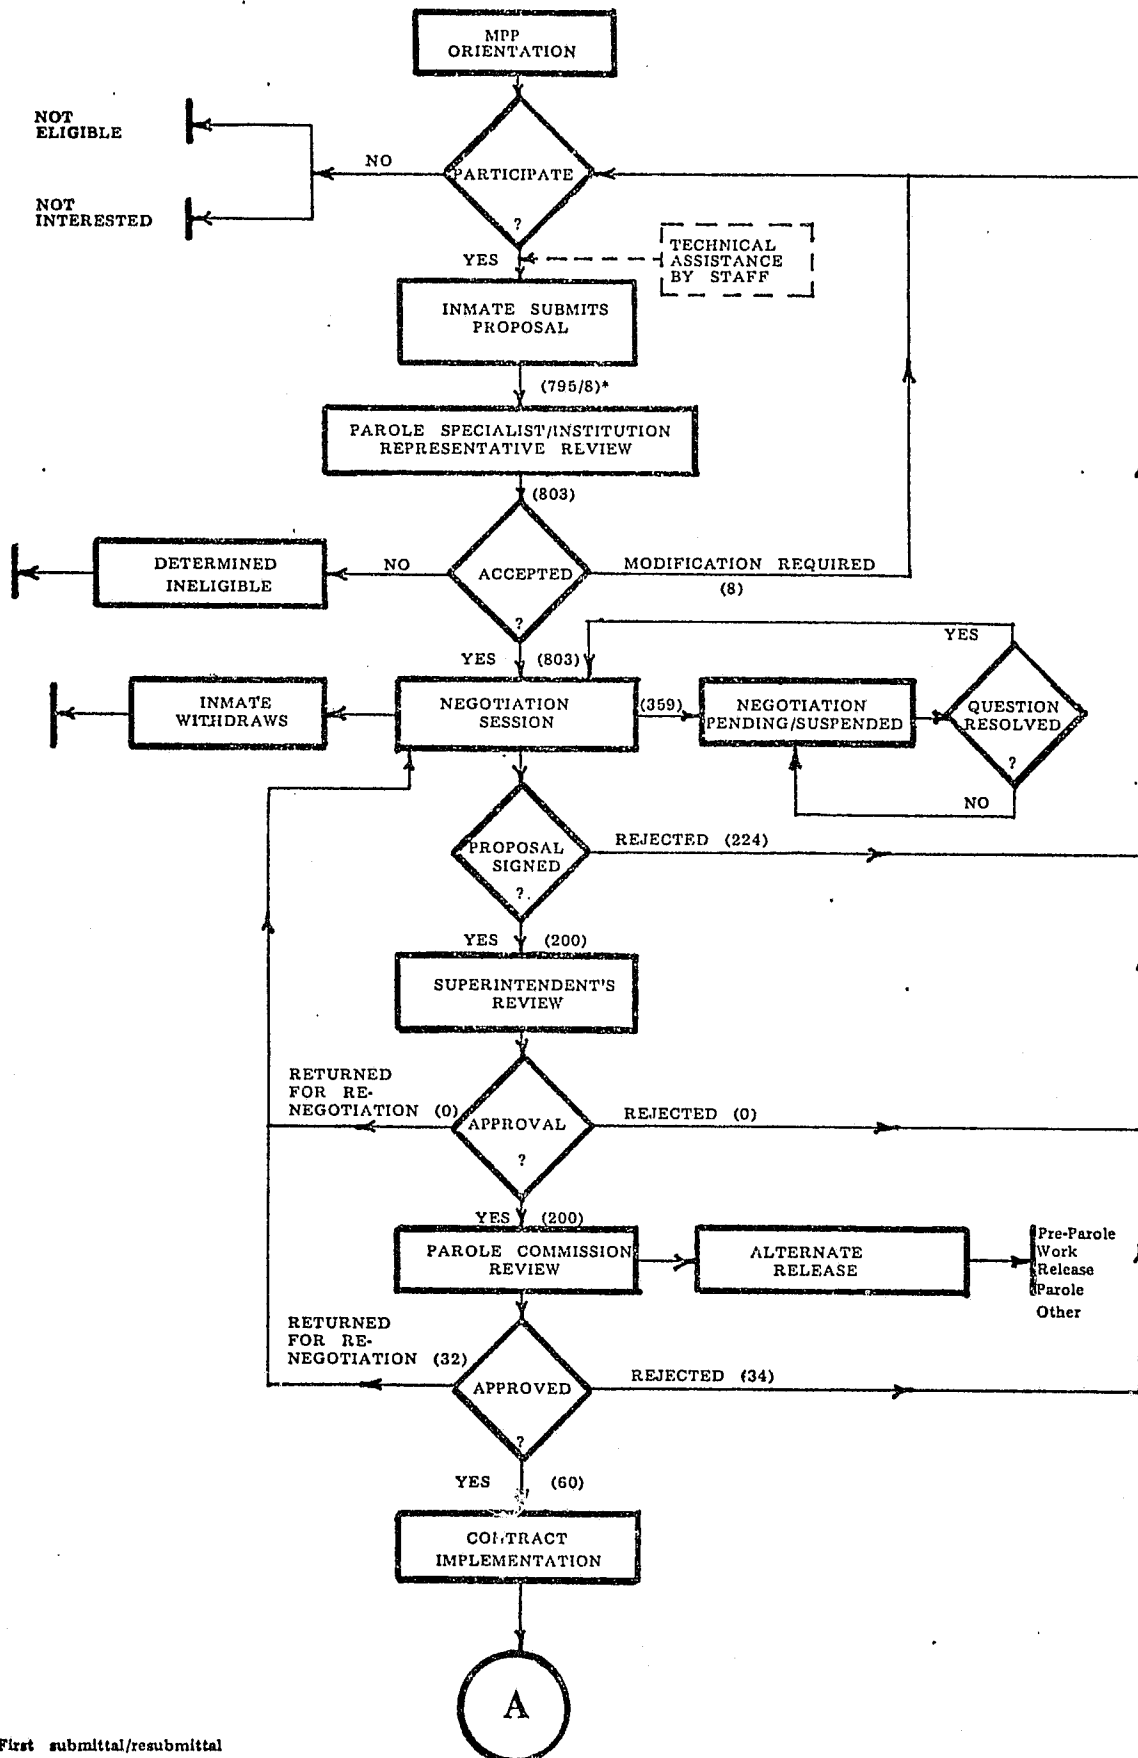 MPP
ORIENTATION
NOT
ELIGIBLE
NO
PARTICIPATE
?
NOT
INTERESTED
YES
TECHNICAL
ASSISTANCE
BY STAFF
INMATE SUBMITS
PROPOSAL
(795/8)*
PAROLE SPECIALIST/INSTITUTION
REPRESENTATIVE REVIEW
(803)
DETERMINED
INELIGIBLE
NO
ACCEPTED
?
MODIFICATION REQUIRED
(8)
YES (803)
YES
INMATE
WITHDRAWS
NEGOTIATION
SESSION
(359)
NEGOTIATION
PENDING/SUSPENDED
QUESTION
RESOLVED
?
NO
PROPOSAL
SIGNED
?
REJECTED (224)
YES (200)
SUPERINTENDENT'S
REVIEW
RETURNED
FOR RE-
NEGOTIATION (0)
APPROVAL
?
REJECTED (0)
YES (200)
PAROLE COMMISSION
REVIEW
ALTERNATE
RELEASE
Pre-Parole
Work
Release
Parole
Other
RETURNED
FOR RE-
NEGOTIATION (32)
APPROVED
?
REJECTED (34)
YES (60)
CONTRACT
IMPLEMENTATION
A
First submittal/resubmittal